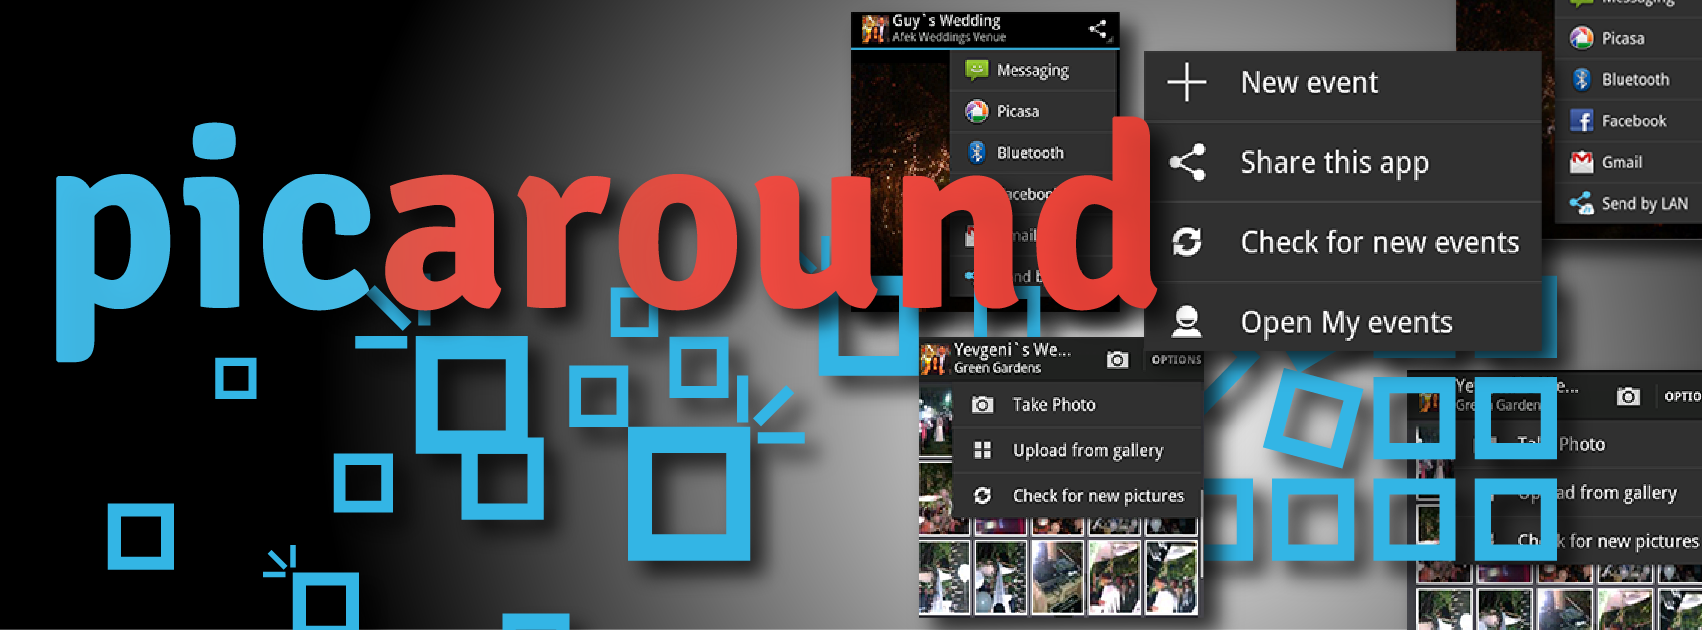 picaround
Guy`s Wedding
Afek Weddings Venue
Messaging
Picasa
Bluetooth
New event
Share this app
Check for new events
Open My events
Messaging
Picasa
Bluetooth
Facebook
Gmail
Send by LAN
Yevgeni`s We...
Green Gardens
OPTIONS
Take Photo
Upload from gallery
Check for new pictures
Photo
from gallery
for new pictures